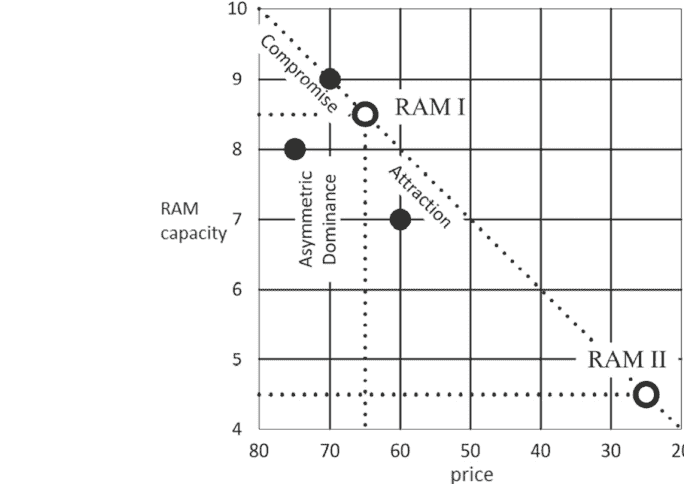 10
Compromise
9
RAM I
8
Attraction
Asymmetric
Dominance
RAM
capacity
7
6
5
RAM II
4
80
70
60
50
40
30
price